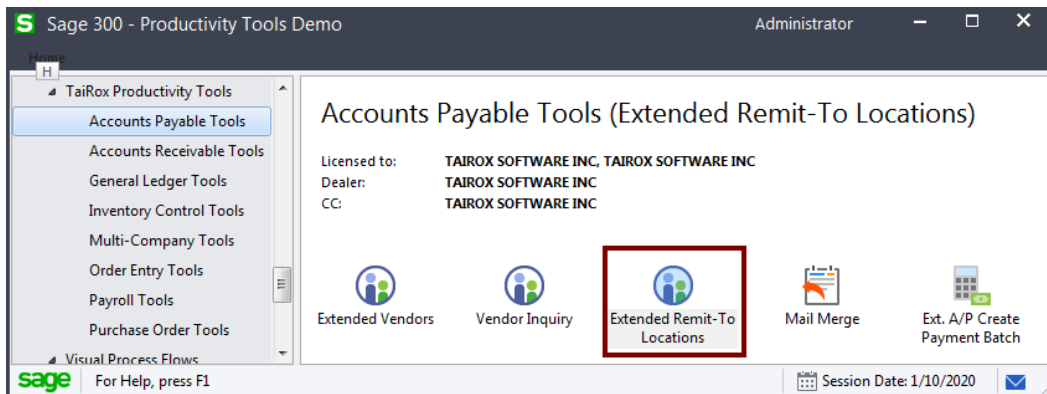 S Sage 300 - Productivity Tools Demo Administrator
Home
H
TaiRox Productivity Tools
Accounts Payable Tools
Accounts Receivable Tools
General Ledger Tools
Inventory Control Tools
Multi-Company Tools
Order Entry Tools
Payroll Tools
Purchase Order Tools
Visual Process Flows
Accounts Payable Tools (Extended Remit-To Locations)
Licensed to: TAIROX SOFTWARE INC, TAIROX SOFTWARE INC
Dealer: TAIROX SOFTWARE INC
CC: TAIROX SOFTWARE INC
Extended Vendors
Vendor Inquiry
Extended Remit-To
Locations
Mail Merge
Ext. A/P Create
Payment Batch
sage For Help, press F1 Session Date: 1/10/2020